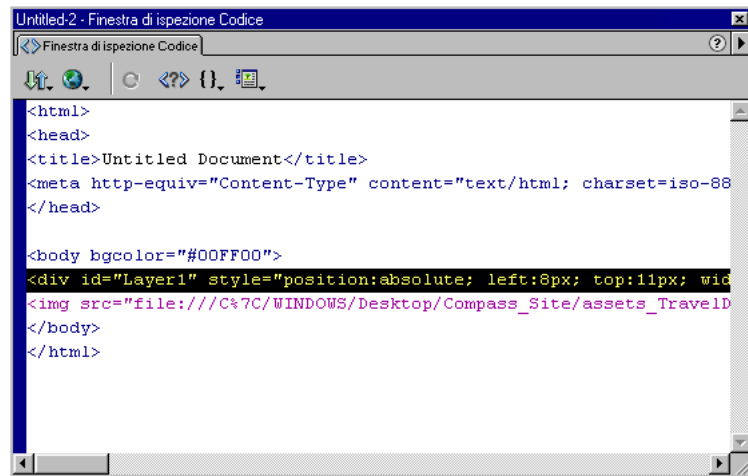 Untitled-2 - Finestra di ispezione Codice
Finestra di ispezione Codice
<html>
<head>
<title>Untitled Document</title>
<meta http-equiv="Content-Type" content="text/html; charset=iso-88
</head>
<body bgcolor="#00FF00">
<div id="Layer1" style="position:absolute; left:8px; top:11px; wid
<img src="file:///C%7C/WINDOWS/Desktop/Compass_Site/assets_TravelD
</body>
</html>